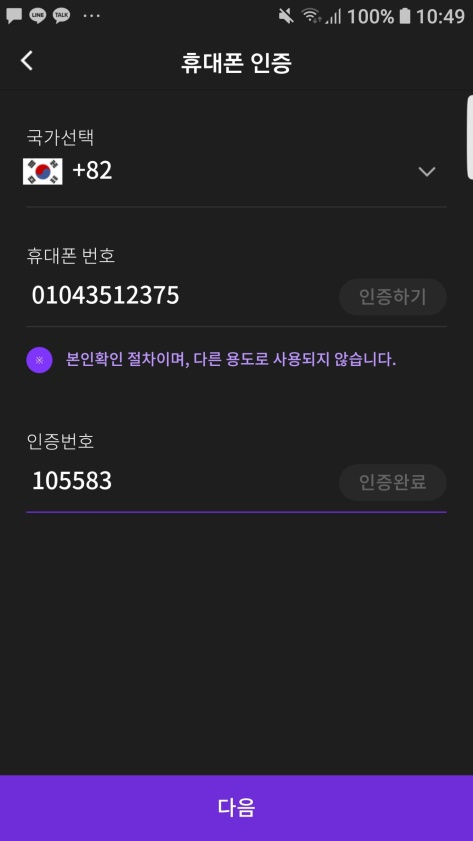 LINE TALK ... 100% 10:49
휴대폰 인증
국가선택
+82
휴대폰 번호
01043512375 인증하기
※ 본인확인 절차이며, 다른 용도로 사용되지 않습니다.
인증번호
105583 인증완료
다음